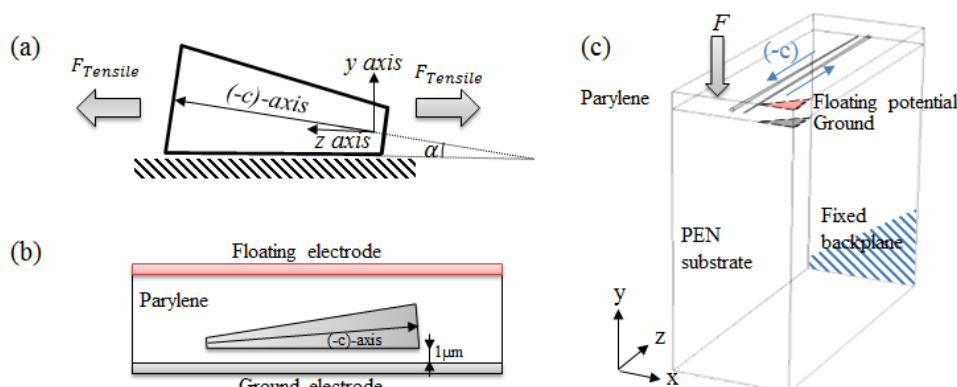 (a)
F_Tensile
(-c)-axis
y axis
z axis
α
F_Tensile
(b)
Floating electrode
Parylene
(-c)-axis
1μm
Ground electrode
(c)
F
(-c)
Parylene
Floating potential
Ground
PEN
substrate
Fixed
backplane
y
z
x